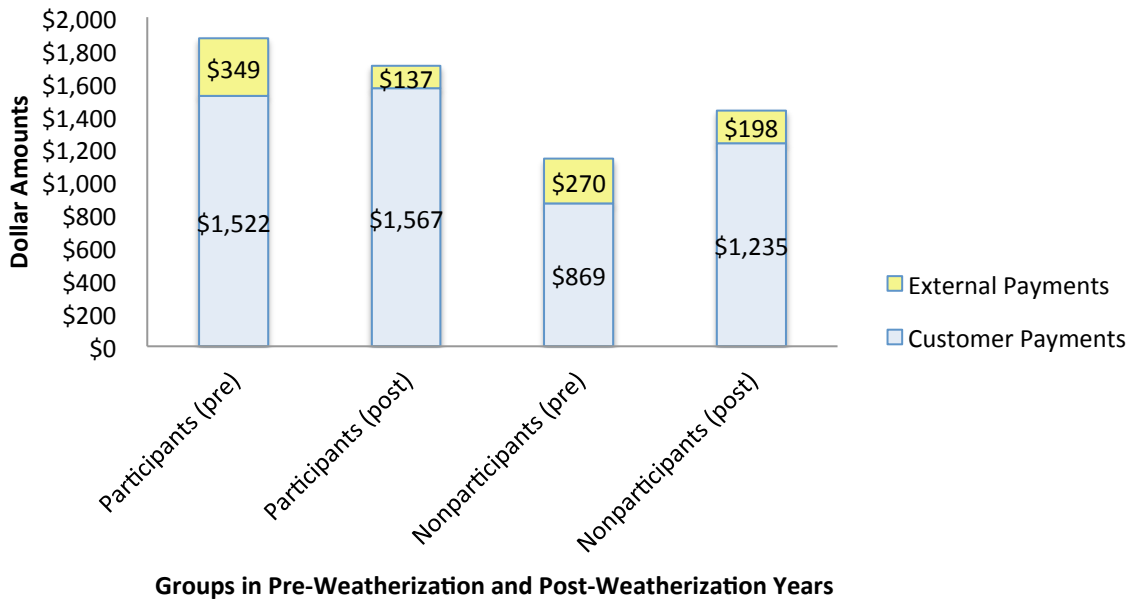 $2,000
$1,800
$1,600
$1,400
$1,200
$1,000
$800
$600
$400
$200
$0
Dollar Amounts
$349
$1,522
$137
$1,567
$270
$869
$198
$1,235
External Payments
Customer Payments
Participants (pre)
Participants (post)
Nonparticipants (pre)
Nonparticipants (post)
Groups in Pre-Weatherization and Post-Weatherization Years